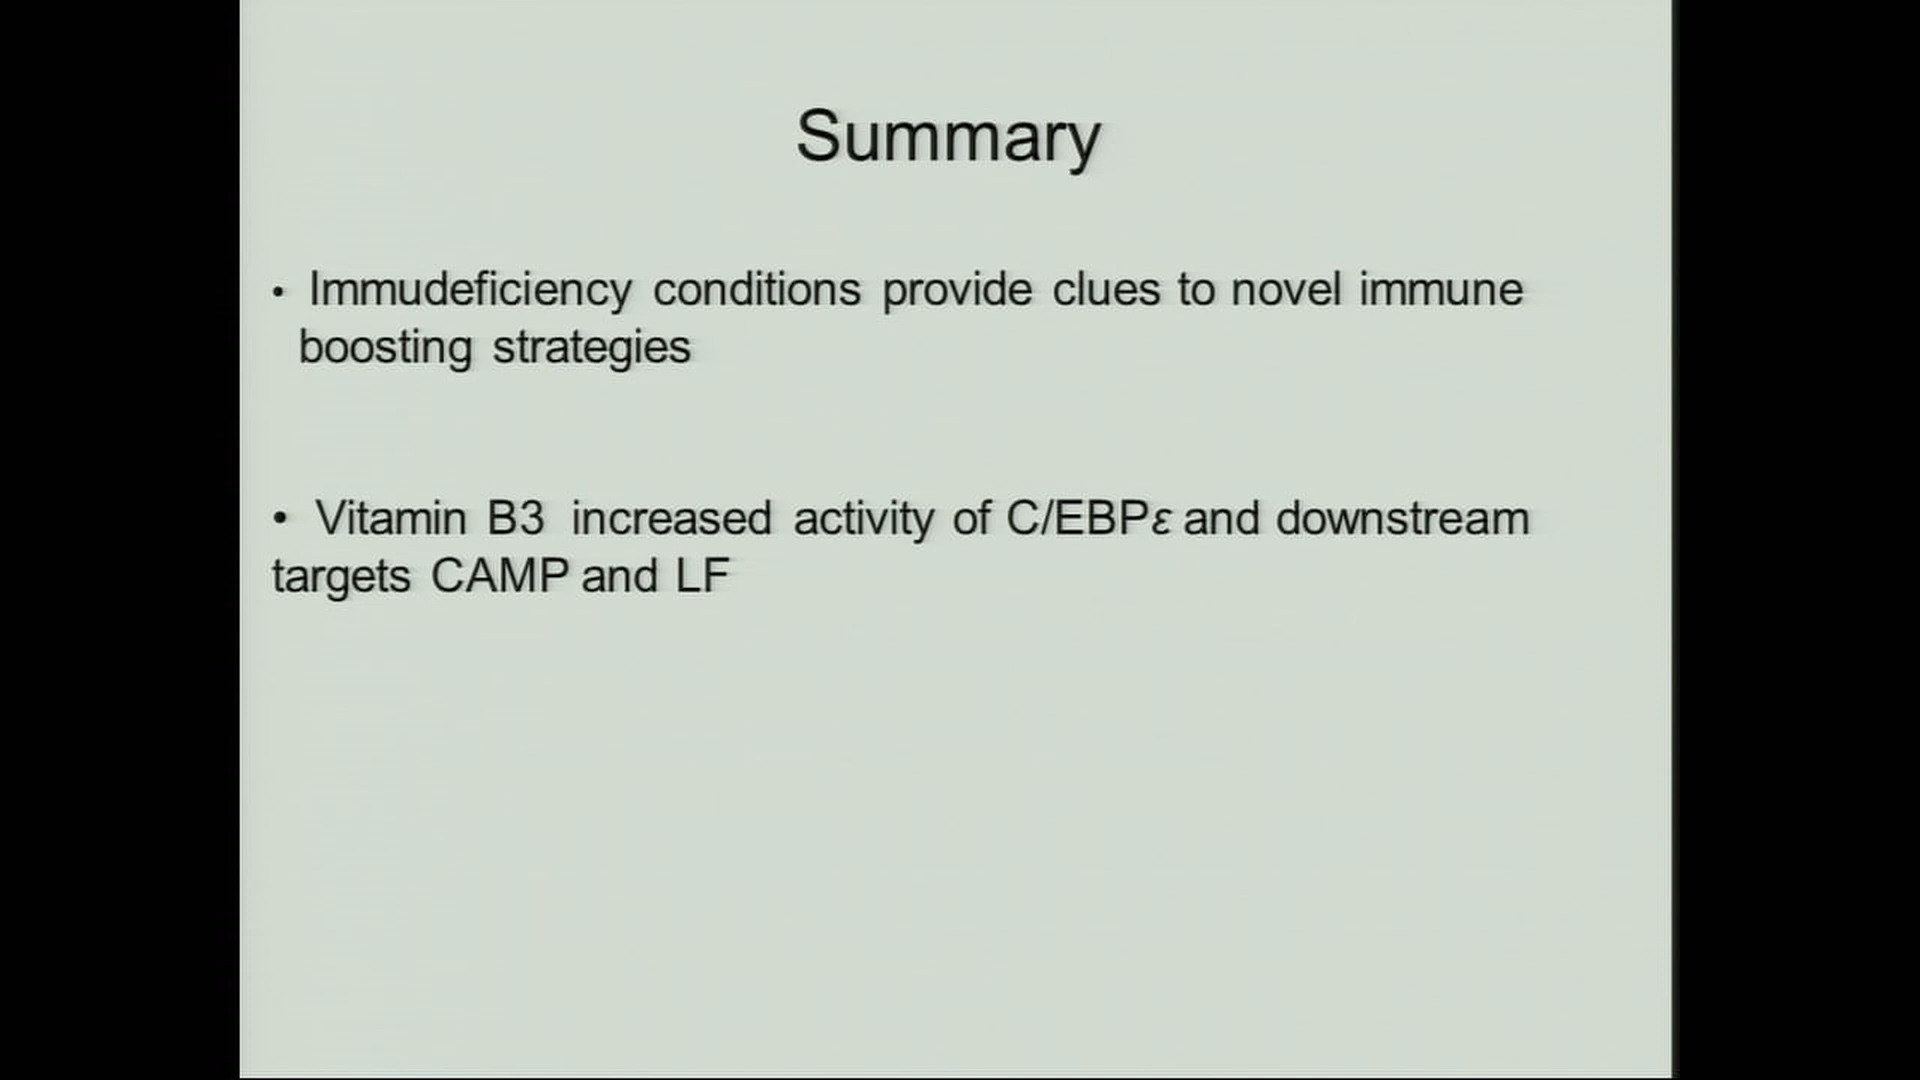 Summary
• Immudeficiency conditions provide clues to novel immune
boosting strategies
• Vitamin B3 increased activity of C/EBPε and downstream
targets CAMP and LF